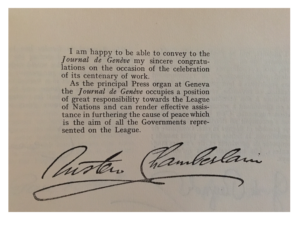 I am happy to be able to convey to the
Journal de Genève my sincere congratu-
lations on the occasion of the celebration
of its centenary of work.
As the principal Press organ at Geneva
the Journal de Genève occupies a position
of great responsibility towards the League
of Nations and can render effective assis-
tance in furthering the cause of peace which
is the aim of all the Governments repre-
sented on the League.
Austen Chamberlain